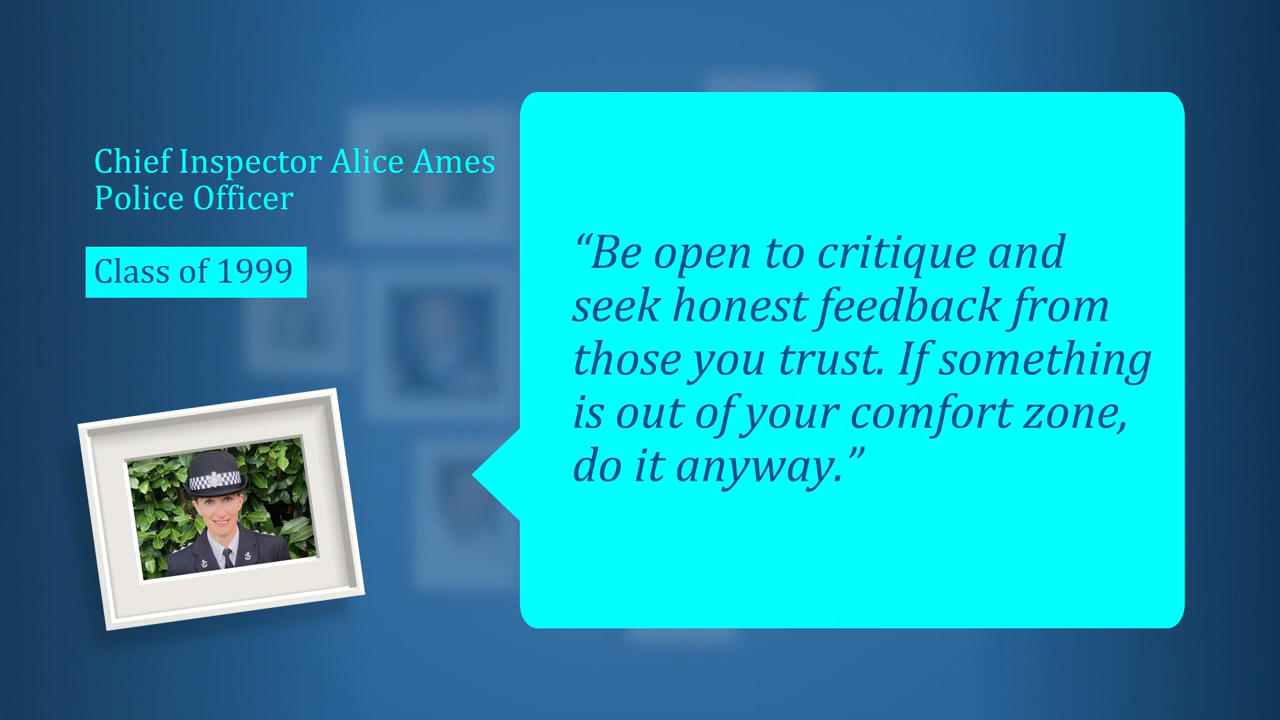 Chief Inspector Alice Ames
Police Officer
Class of 1999
“Be open to critique and
seek honest feedback from
those you trust. If something
is out of your comfort zone,
do it anyway.”